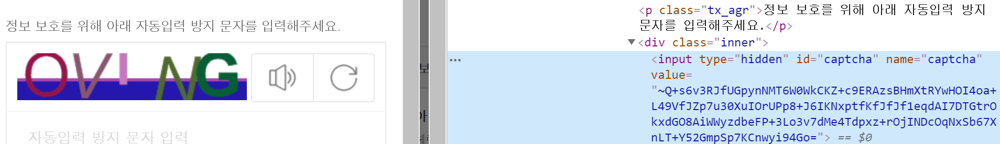 정보 보호를 위해 아래 자동입력 방지 문자를 입력해주세요.
OVING
자동입력 방지 문자 입력
<p class="tx_agr">정보 보호를 위해 아래 자동입력 방지
문자를 입력해주세요.</p>
▼<div class="inner">
<input type="hidden" id="captcha" name="captcha"
value=
"~Q+s6v3RJfUGpynNMT6W0WkCKZ+c9ERAzsBHmXtRYwHOI4oa+
L49VfJZp7u30XuIOrUPp8+J6IKNxptfKfJfJf1eqdAI7DTGtrO
kxdGO8AiWWyzdbeFP+3Lo3v7dMe4Tdpxz+rOjINDcOqNxSb67X
nLT+Y52GmpSp7KCnwyi94Go="> == $0